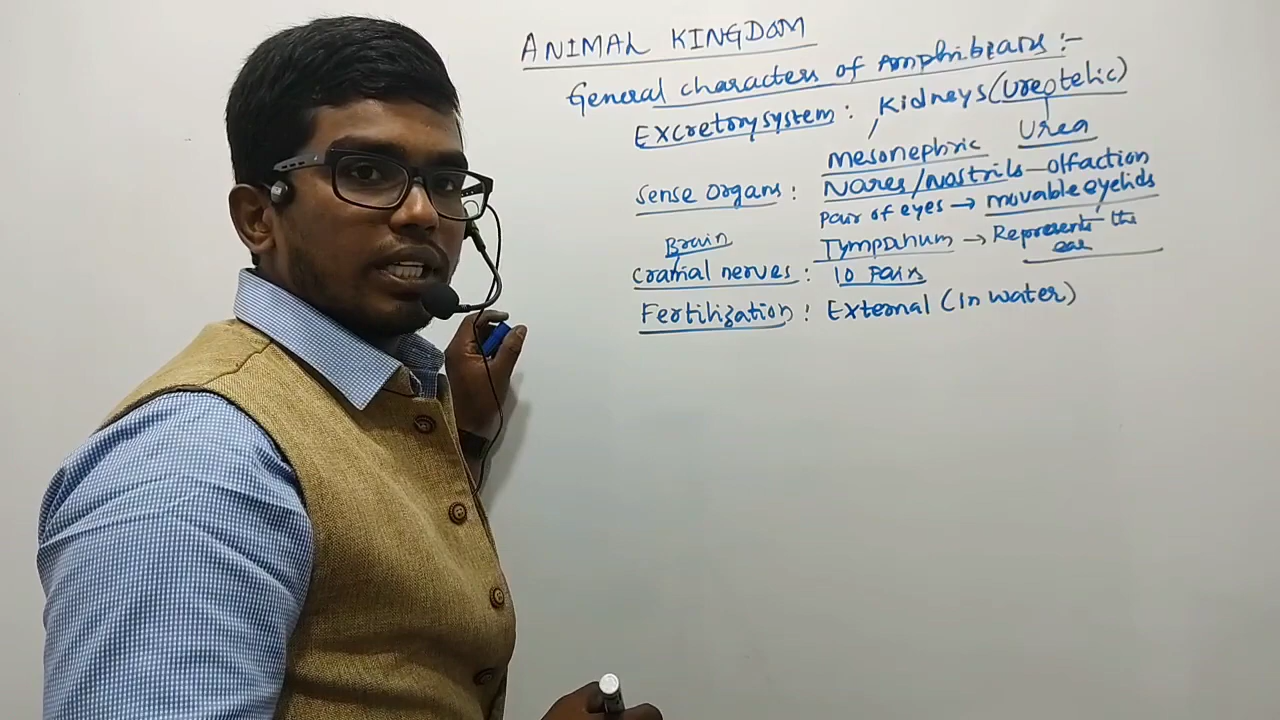 ANIMAL KINGDOM
General characters of Amphibians :-
Excretory system : Kidneys (ureotelic)
mesonephric Urea
Sense organs : Nares/Nostrils - olfaction
pair of eyes → movable eyelids
Brain Tympanum → Represents the ear
cranial nerves : 10 Pairs
Fertilization : External (in water)